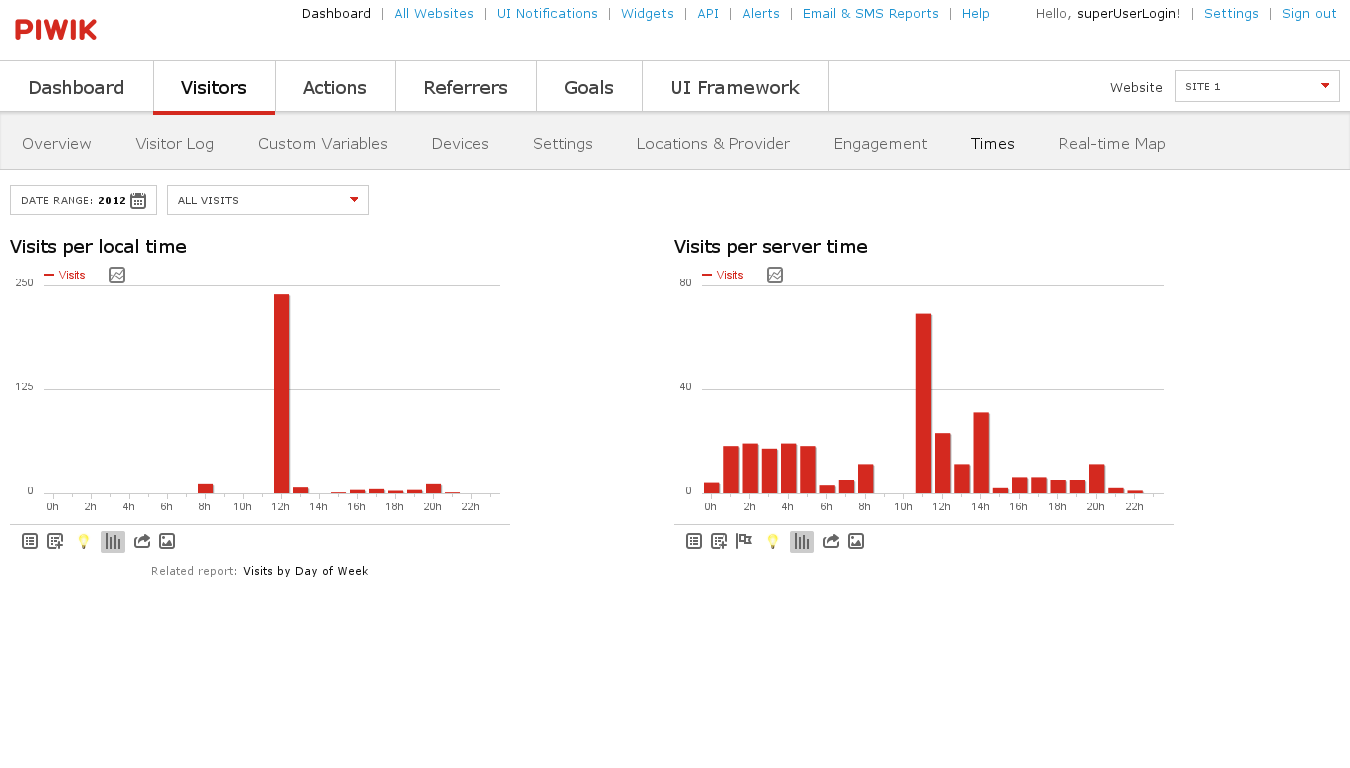 PIWIK
Dashboard | All Websites | UI Notifications | Widgets | API | Alerts | Email & SMS Reports | Help
Hello, superUserLogin! | Settings | Sign out
Dashboard Visitors Actions Referrers Goals UI Framework
Website SITE 1
Overview Visitor Log Custom Variables Devices Settings Locations & Provider Engagement Times Real-time Map
DATE RANGE: 2012 ALL VISITS
Visits per local time
Visits
250
125
0
0h 2h 4h 6h 8h 10h 12h 14h 16h 18h 20h 22h
Related report: Visits by Day of Week
Visits per server time
Visits
80
40
0
0h 2h 4h 6h 8h 10h 12h 14h 16h 18h 20h 22h